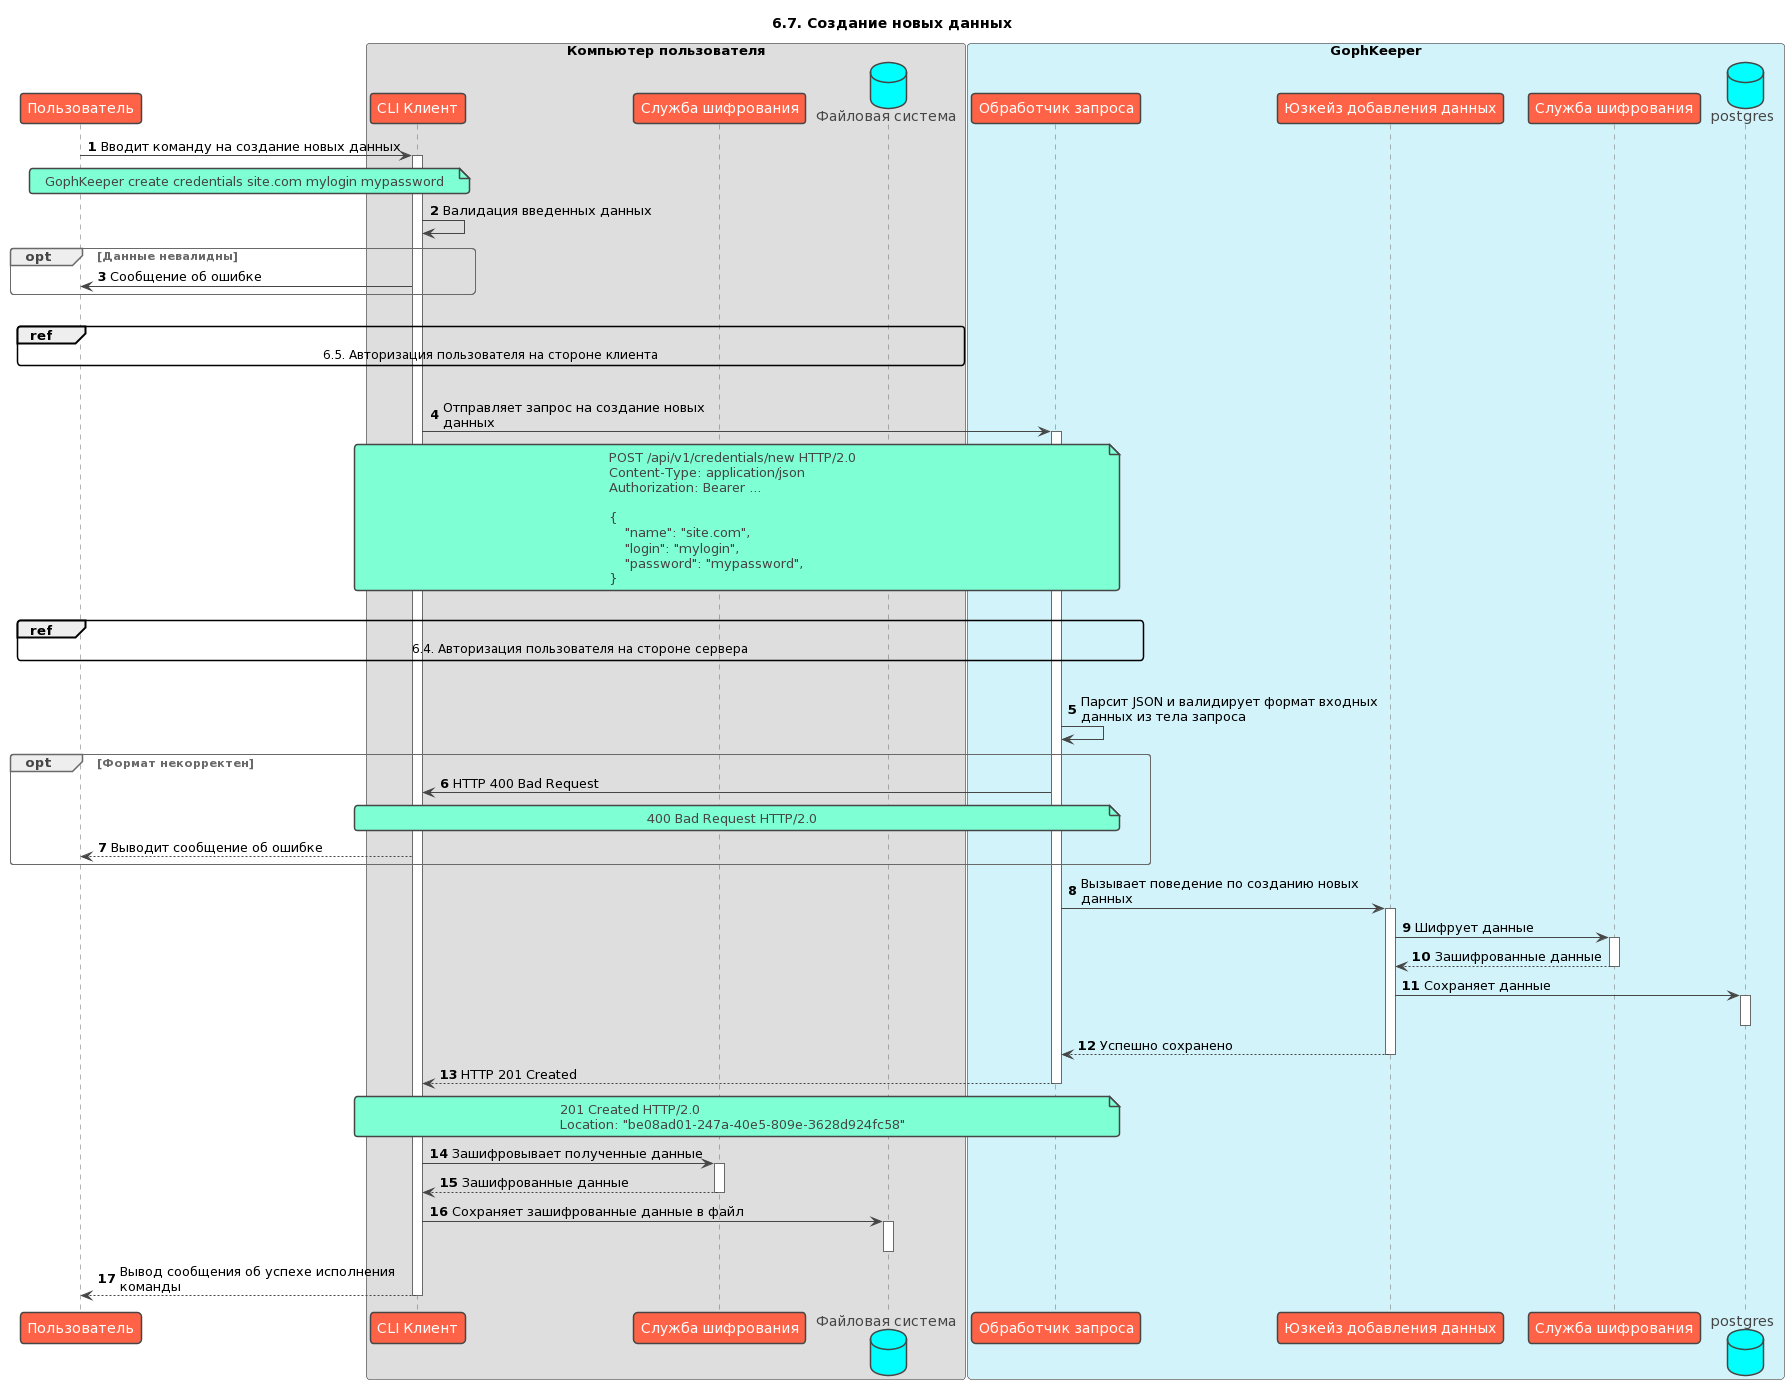 6.7. Создание новых данных
Компьютер пользователя
GophKeeper
Пользователь
CLI Клиент
Служба шифрования
Файловая система
Обработчик запроса
Юзкейз добавления данных
Служба шифрования
postgres
1 Вводит команду на создание новых данных
GophKeeper create credentials site.com mylogin mypassword
2 Валидация введенных данных
opt [Данные невалидны]
3 Сообщение об ошибке
ref
6.5. Авторизация пользователя на стороне клиента
4 Отправляет запрос на создание новых
данных
POST /api/v1/credentials/new HTTP/2.0
Content-Type: application/json
Authorization: Bearer ...
{
"name": "site.com",
"login": "mylogin",
"password": "mypassword",
}
ref
6.4. Авторизация пользователя на стороне сервера
5 Парсит JSON и валидирует формат входных
данных из тела запроса
opt [Формат некорректен]
6 HTTP 400 Bad Request
400 Bad Request HTTP/2.0
7 Выводит сообщение об ошибке
8 Вызывает поведение по созданию новых
данных
9 Шифрует данные
10 Зашифрованные данные
11 Сохраняет данные
12 Успешно сохранено
13 HTTP 201 Created
201 Created HTTP/2.0
Location: "be08ad01-247a-40e5-809e-3628d924fc58"
14 Зашифровывает полученные данные
15 Зашифрованные данные
16 Сохраняет зашифрованные данные в файл
17 Вывод сообщения об успехе исполнения
команды
Пользователь
CLI Клиент
Служба шифрования
Файловая система
Обработчик запроса
Юзкейз добавления данных
Служба шифрования
postgres